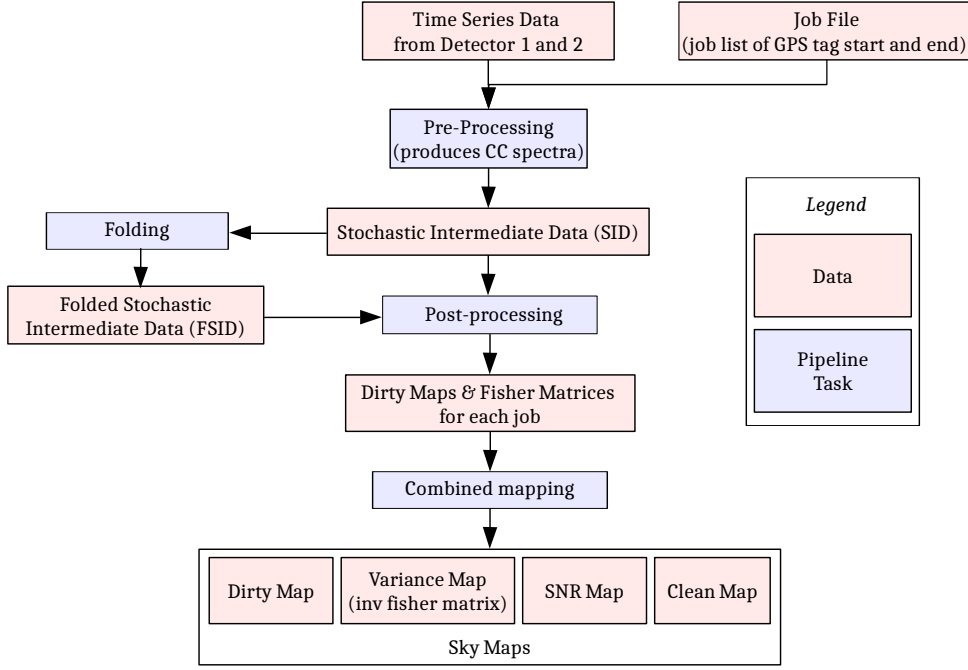 Time Series Data
from Detector 1 and 2
Job File
(job list of GPS tag start and end)
Pre-Processing
(produces CC spectra)
Legend
Folding
Stochastic Intermediate Data (SID)
Data
Folded Stochastic
Intermediate Data (FSID)
Post-processing
Pipeline
Task
Dirty Maps & Fisher Matrices
for each job
Combined mapping
Dirty Map
Variance Map
(inv fisher matrix)
SNR Map
Clean Map
Sky Maps